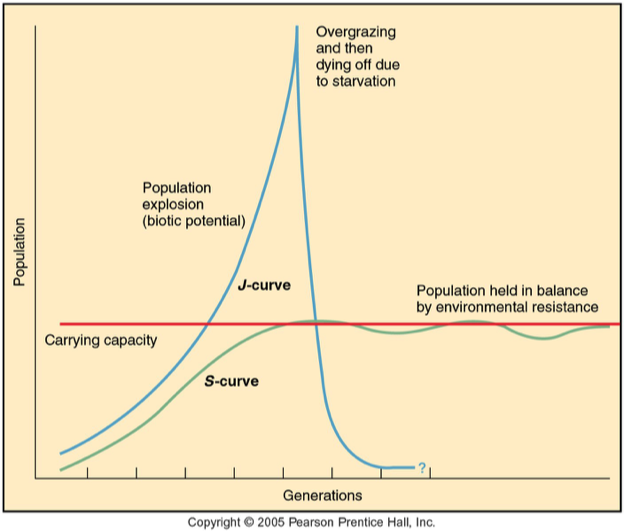 Overgrazing
and then
dying off due
to starvation
Population
explosion
(biotic potential)
Population
J-curve
Population held in balance
by environmental resistance
Carrying capacity
S-curve
?
Generations
Copyright © 2005 Pearson Prentice Hall, Inc.